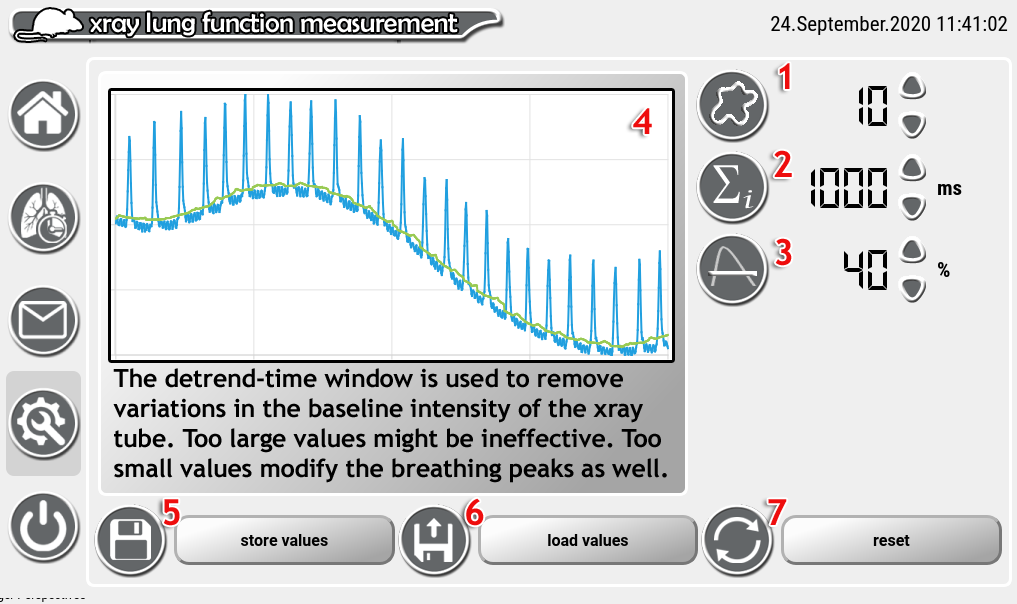 xray lung function measurement
24.September.2020 11:41:02
1
10
2
Σi
1000 ms
3
40 %
4
The detrend-time window is used to remove
variations in the baseline intensity of the xray
tube. Too large values might be ineffective. Too
small values modify the breathing peaks as well.
5
store values
6
load values
7
reset